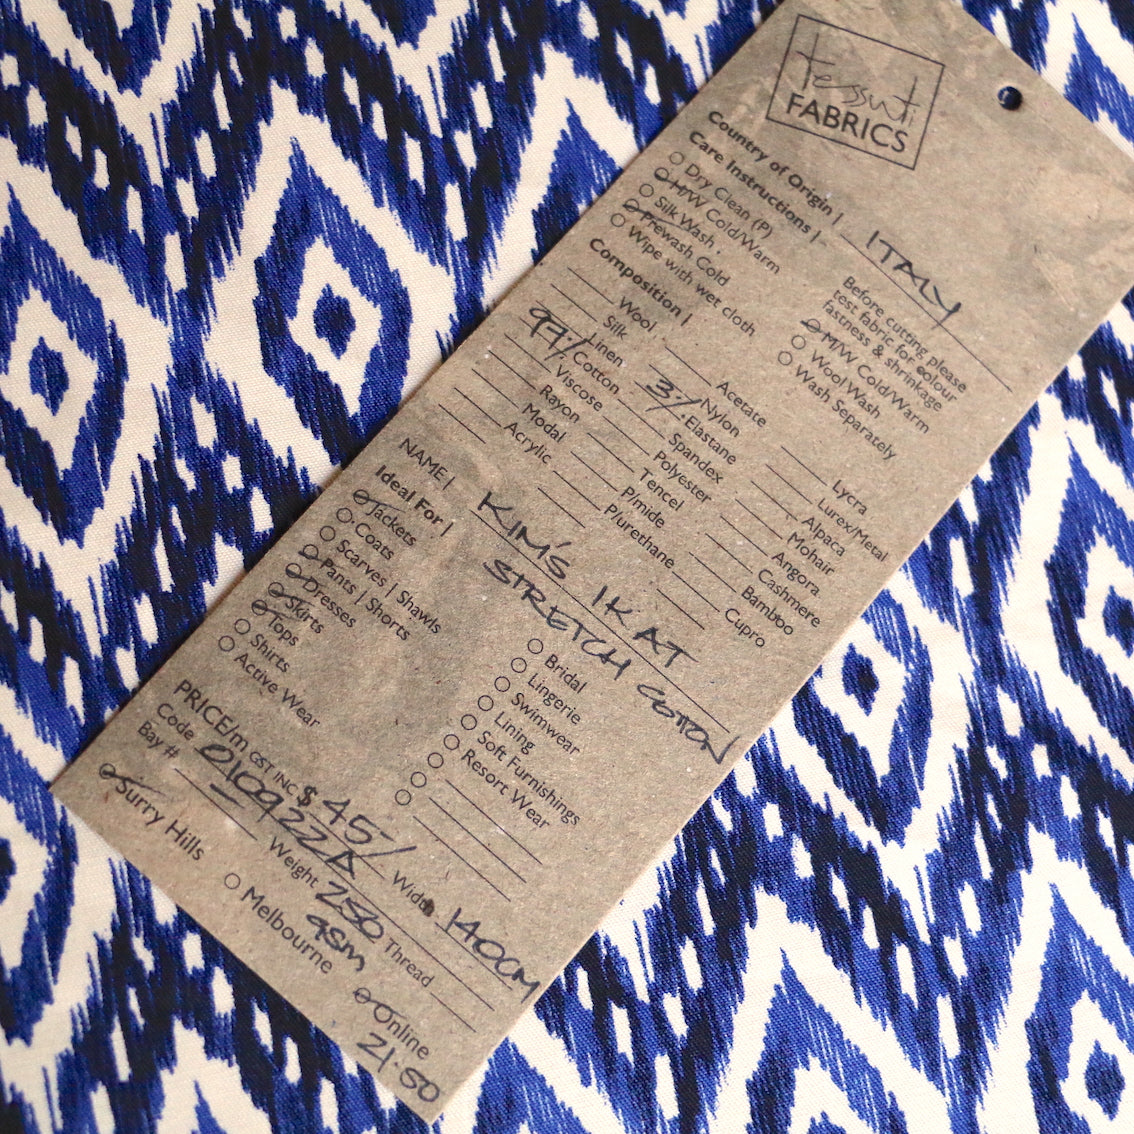 tessuti
FABRICS
Country of Origin | ITALY
Care Instructions |
Dry Clean (P)
H/W Cold/Warm
Silk Wash
Prewash Cold
Wipe with wet cloth
Before cutting please
test fabric for colour
fastness & shrinkage
M/W Cold/Warm
Wool Wash
Wash Separately
Composition |
Wool
Silk
Linen
97% Cotton
Viscose
Rayon
Modal
Acrylic
Acetate
Nylon
3% Elastane
Spandex
Polyester
Tencel
P/mide
P/urethane
Lycra
Lurex/Metal
Alpaca
Mohair
Angora
Cashmere
Bamboo
Cupro
NAME | KIM'S IKAT
STRETCH COTTON
Ideal For |
Jackets
Coats
Scarves | Shawls
Pants | Shorts
Dresses
Skirts
Tops
Shirts
Active Wear
Bridal
Lingerie
Swimwear
Lining
Soft Furnishings
Resort Wear
PRICE/m GST INC $ 45-/ Width 140CM
Code 010922A Weight 250 gsm Thread
Bay #
Surry Hills
Melbourne
Online
21.50